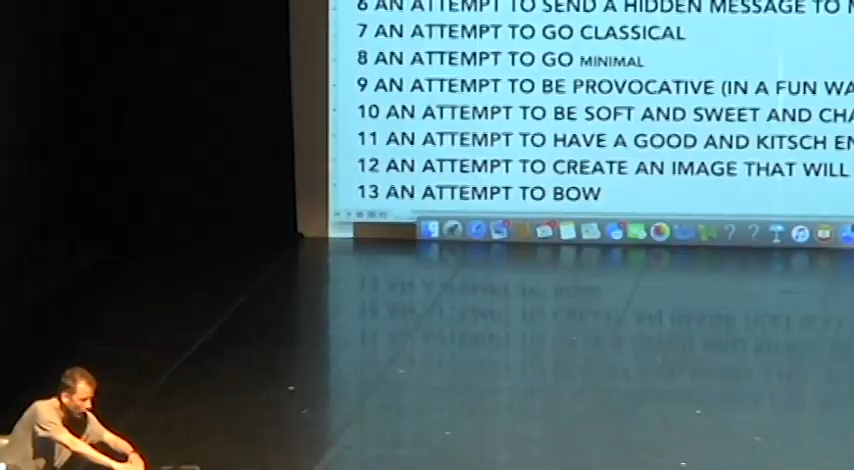 6 AN ATTEMPT TO SEND A HIDDEN MESSAGE TO
7 AN ATTEMPT TO GO CLASSICAL
8 AN ATTEMPT TO GO MINIMAL
9 AN ATTEMPT TO BE PROVOCATIVE (IN A FUN
10 AN ATTEMPT TO BE SOFT AND SWEET AND
11 AN ATTEMPT TO HAVE A GOOD AND KITSCH
12 AN ATTEMPT TO CREATE AN IMAGE THAT WILL
13 AN ATTEMPT TO BOW